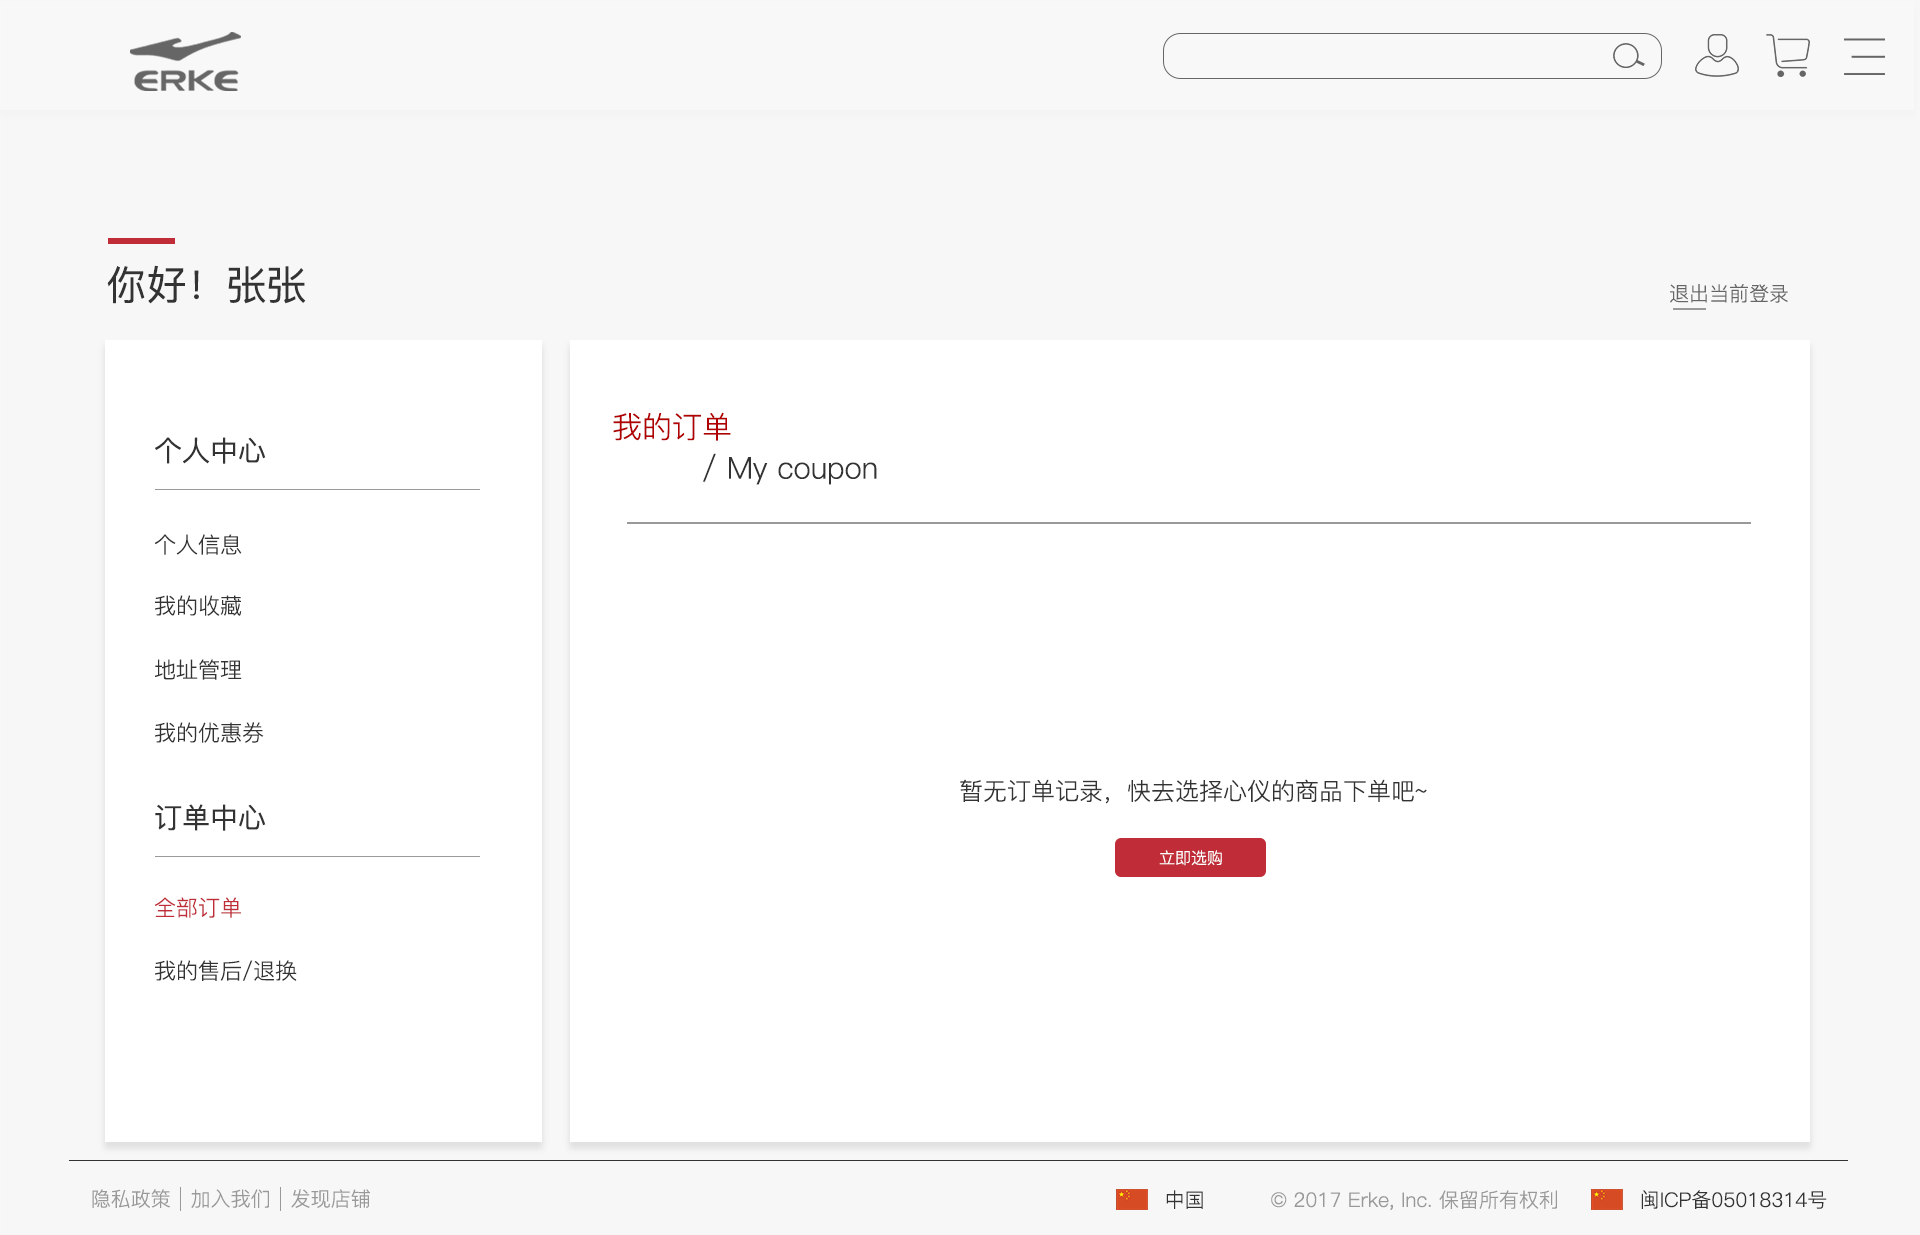 ERKE
你好！张张
退出当前登录
个人中心
个人信息
我的收藏
地址管理
我的优惠券
订单中心
全部订单
我的售后/退换
我的订单
/ My coupon
暂无订单记录，快去选择心仪的商品下单吧~
立即选购
隐私政策│加入我们│发现店铺
中国
© 2017 Erke, Inc. 保留所有权利
闽ICP备05018314号